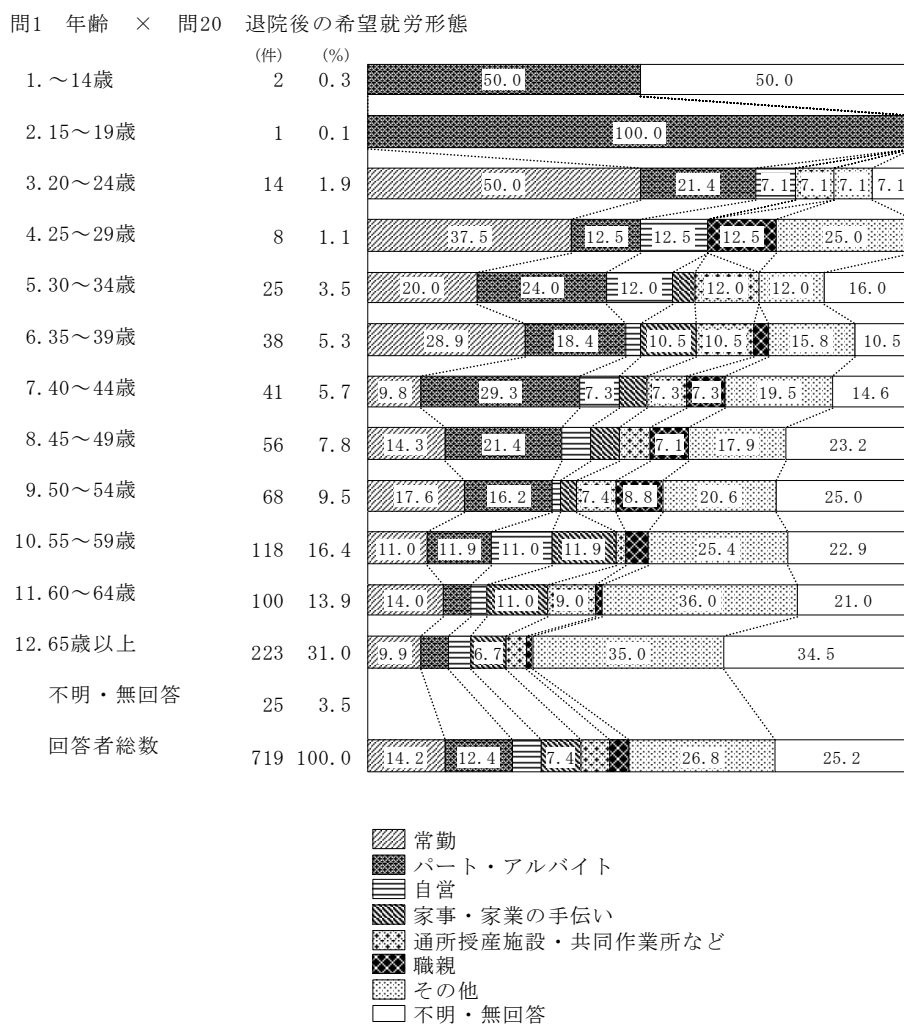 問1　年齢　×　問20　退院後の希望就労形態
(件) (%)
1.～14歳 2 0.3 50.0 50.0
2.15～19歳 1 0.1 100.0
3.20～24歳 14 1.9 50.0 21.4 7.1 7.1 7.1 7.1
4.25～29歳 8 1.1 37.5 12.5 12.5 12.5 25.0
5.30～34歳 25 3.5 20.0 24.0 12.0 12.0 12.0 16.0
6.35～39歳 38 5.3 28.9 18.4 10.5 10.5 15.8 10.5
7.40～44歳 41 5.7 9.8 29.3 7.3 7.3 7.3 19.5 14.6
8.45～49歳 56 7.8 14.3 21.4 7.1 17.9 23.2
9.50～54歳 68 9.5 17.6 16.2 7.4 8.8 20.6 25.0
10.55～59歳 118 16.4 11.0 11.9 11.0 11.9 25.4 22.9
11.60～64歳 100 13.9 14.0 11.0 9.0 36.0 21.0
12.65歳以上 223 31.0 9.9 6.7 35.0 34.5
不明・無回答 25 3.5
回答者総数 719 100.0 14.2 12.4 7.4 26.8 25.2
常勤
パート・アルバイト
自営
家事・家業の手伝い
通所授産施設・共同作業所など
職親
その他
不明・無回答